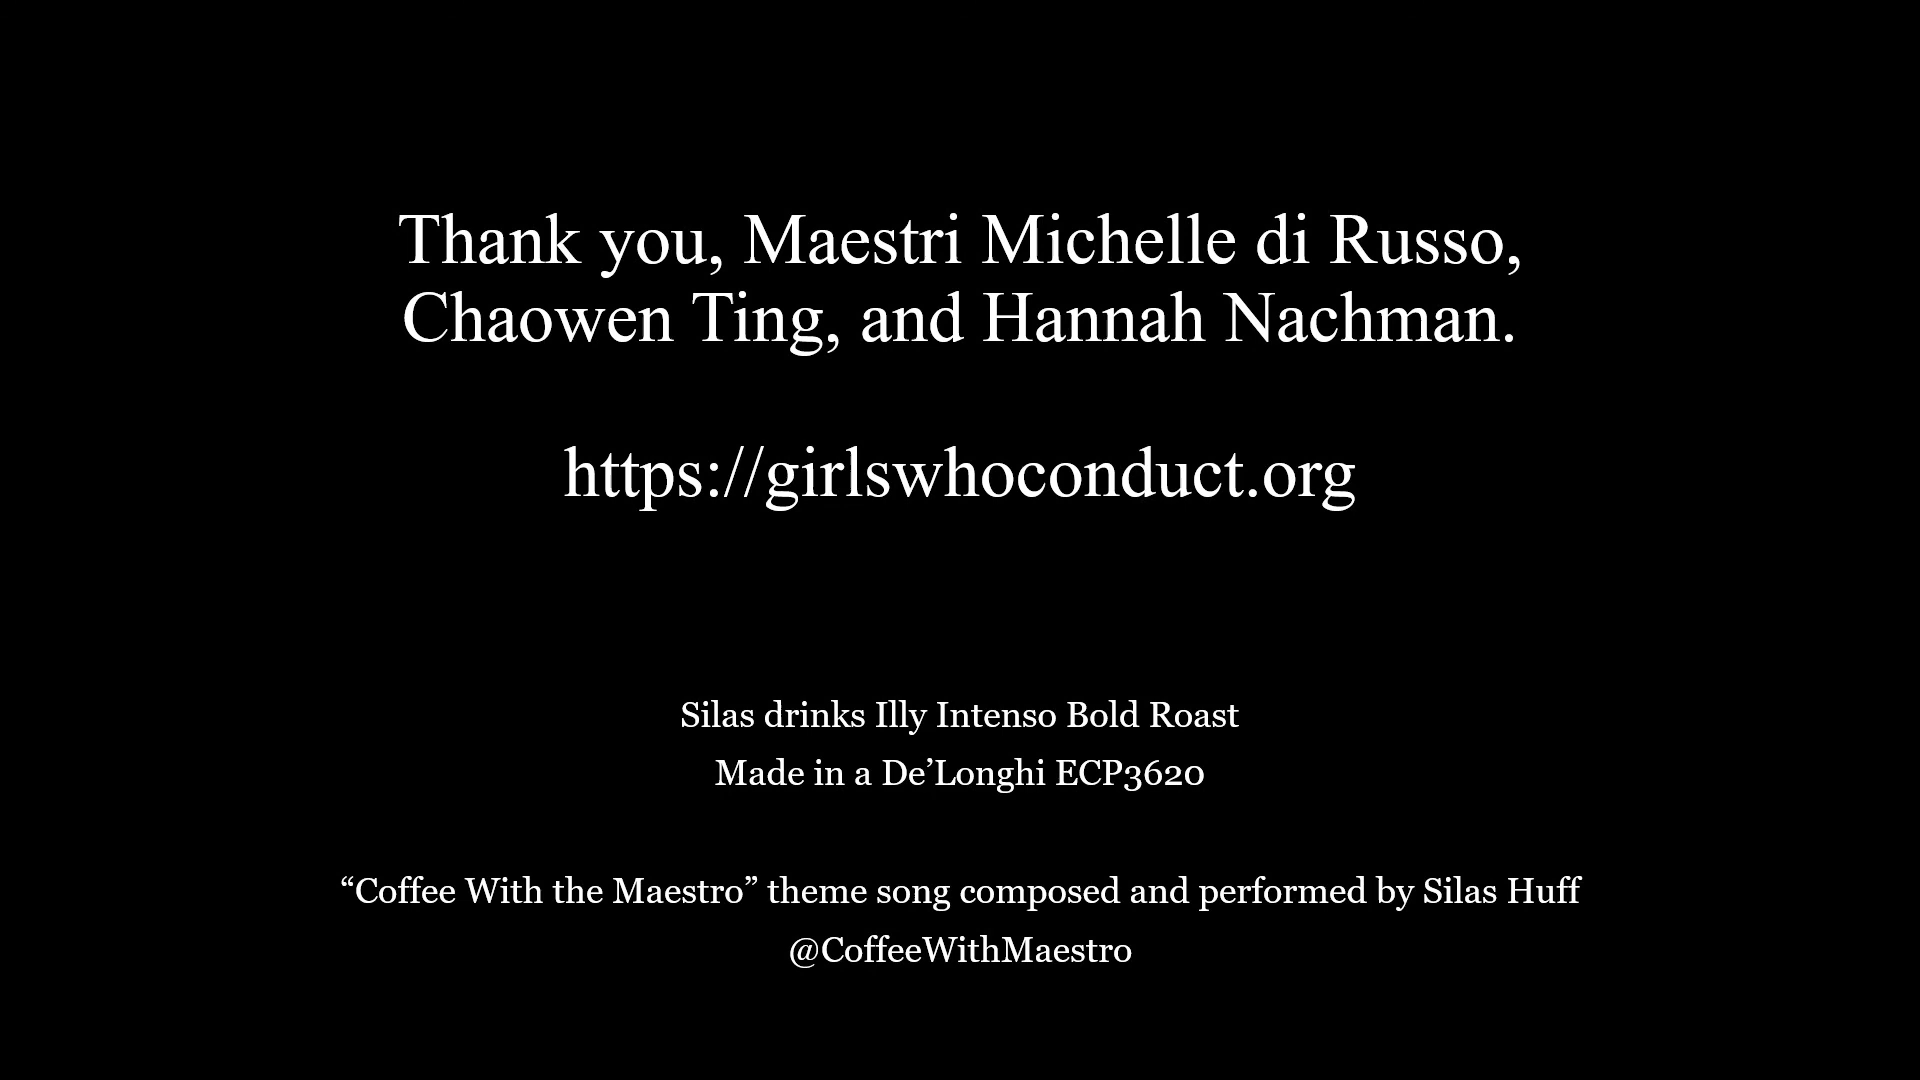 Thank you, Maestri Michelle di Russo,
Chaowen Ting, and Hannah Nachman.
https://girlswhoconduct.org
Silas drinks Illy Intenso Bold Roast
Made in a De’Longhi ECP3620
“Coffee With the Maestro” theme song composed and performed by Silas Huff
@CoffeeWithMaestro